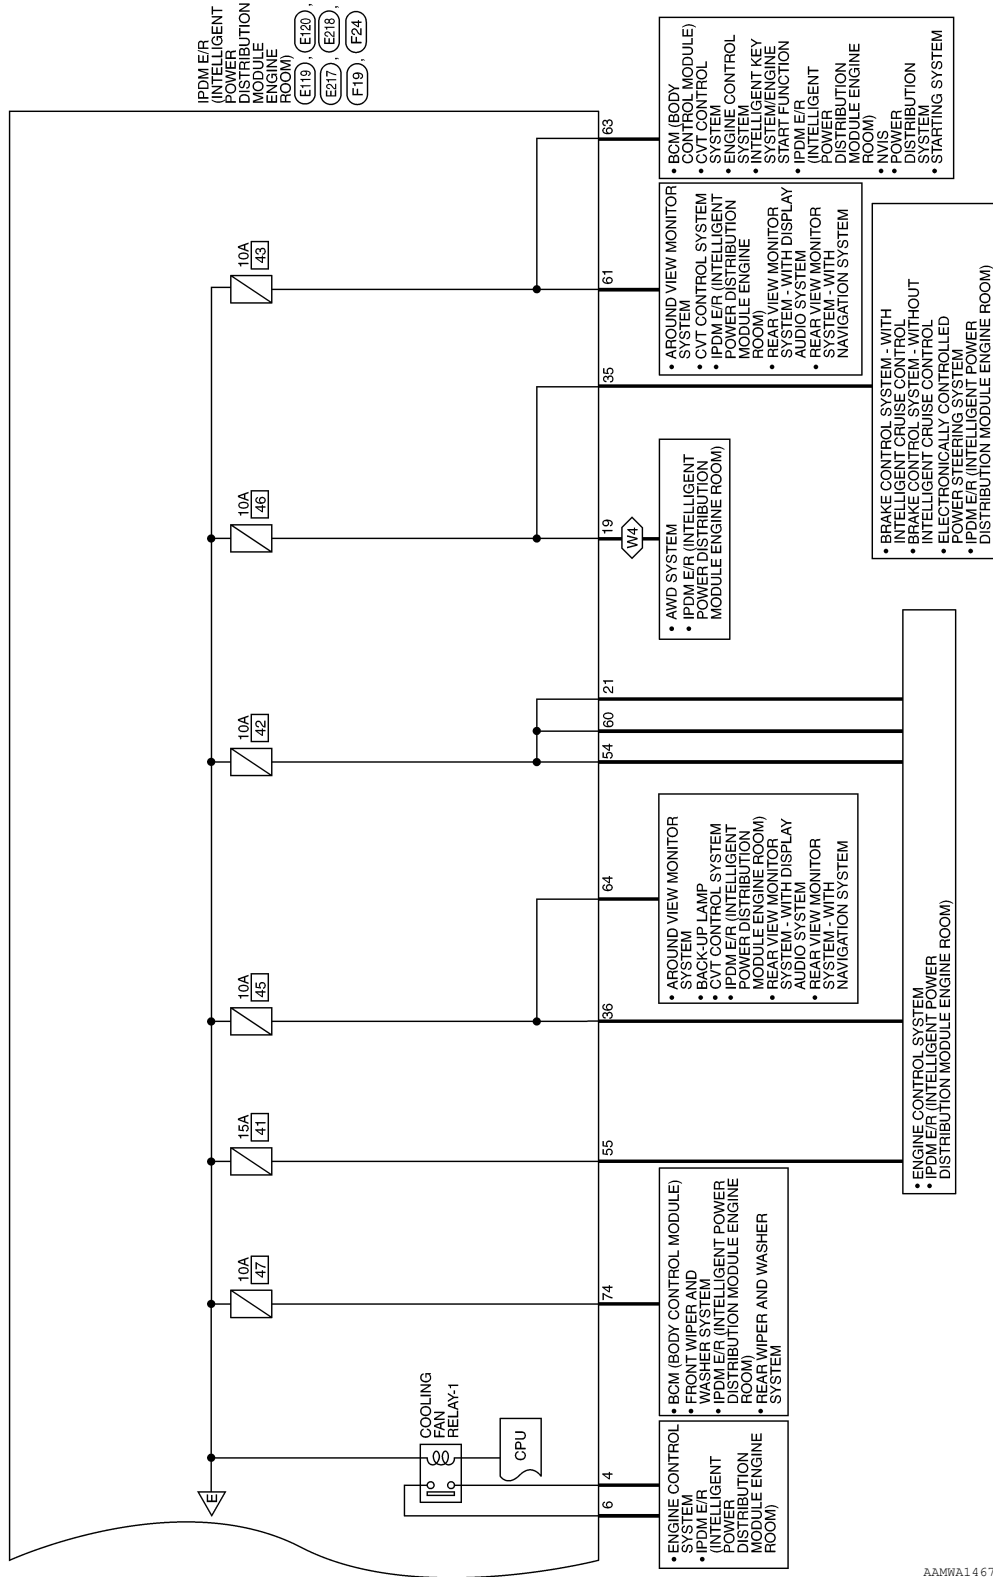 IPDM E/R
(INTELLIGENT
POWER
DISTRIBUTION
MODULE
ENGINE
ROOM)
E119 , E120 ,
E217 , E218 ,
F19 , F24
E
COOLING
FAN
RELAY-1
CPU
10A
47
15A
41
10A
45
10A
42
10A
46
10A
43
6
4
74
55
36
64
54
60
21
19
W4
35
61
63
• ENGINE CONTROL
SYSTEM
• IPDM E/R
(INTELLIGENT
POWER
DISTRIBUTION
MODULE ENGINE
ROOM)
• BCM (BODY CONTROL MODULE)
• FRONT WIPER AND
WASHER SYSTEM
• IPDM E/R (INTELLIGENT POWER
DISTRIBUTION MODULE ENGINE
ROOM)
• REAR WIPER AND WASHER
SYSTEM
• ENGINE CONTROL SYSTEM
• IPDM E/R (INTELLIGENT POWER
DISTRIBUTION MODULE ENGINE ROOM)
• AROUND VIEW MONITOR
SYSTEM
• BACK-UP LAMP
• CVT CONTROL SYSTEM
• IPDM E/R (INTELLIGENT
POWER DISTRIBUTION
MODULE ENGINE ROOM)
• REAR VIEW MONITOR
SYSTEM - WITH DISPLAY
AUDIO SYSTEM
• REAR VIEW MONITOR
SYSTEM - WITH
NAVIGATION SYSTEM
• AWD SYSTEM
• IPDM E/R (INTELLIGENT
POWER DISTRIBUTION
MODULE ENGINE ROOM)
• BRAKE CONTROL SYSTEM - WITH
INTELLIGENT CRUISE CONTROL
• BRAKE CONTROL SYSTEM - WITHOUT
INTELLIGENT CRUISE CONTROL
• ELECTRONICALLY CONTROLLED
POWER STEERING SYSTEM
• IPDM E/R (INTELLIGENT POWER
DISTRIBUTION MODULE ENGINE ROOM)
• AROUND VIEW MONITOR
SYSTEM
• CVT CONTROL SYSTEM
• IPDM E/R (INTELLIGENT
POWER DISTRIBUTION
MODULE ENGINE
ROOM)
• REAR VIEW MONITOR
SYSTEM - WITH DISPLAY
AUDIO SYSTEM
• REAR VIEW MONITOR
SYSTEM - WITH
NAVIGATION SYSTEM
• BCM (BODY
CONTROL MODULE)
• CVT CONTROL
SYSTEM
• ENGINE CONTROL
SYSTEM
• INTELLIGENT KEY
SYSTEM/ENGINE
START FUNCTION
• IPDM E/R
(INTELLIGENT
POWER
DISTRIBUTION
MODULE ENGINE
ROOM)
• NVIS
• POWER
DISTRIBUTION
SYSTEM
• STARTING SYSTEM
AAMWA1467